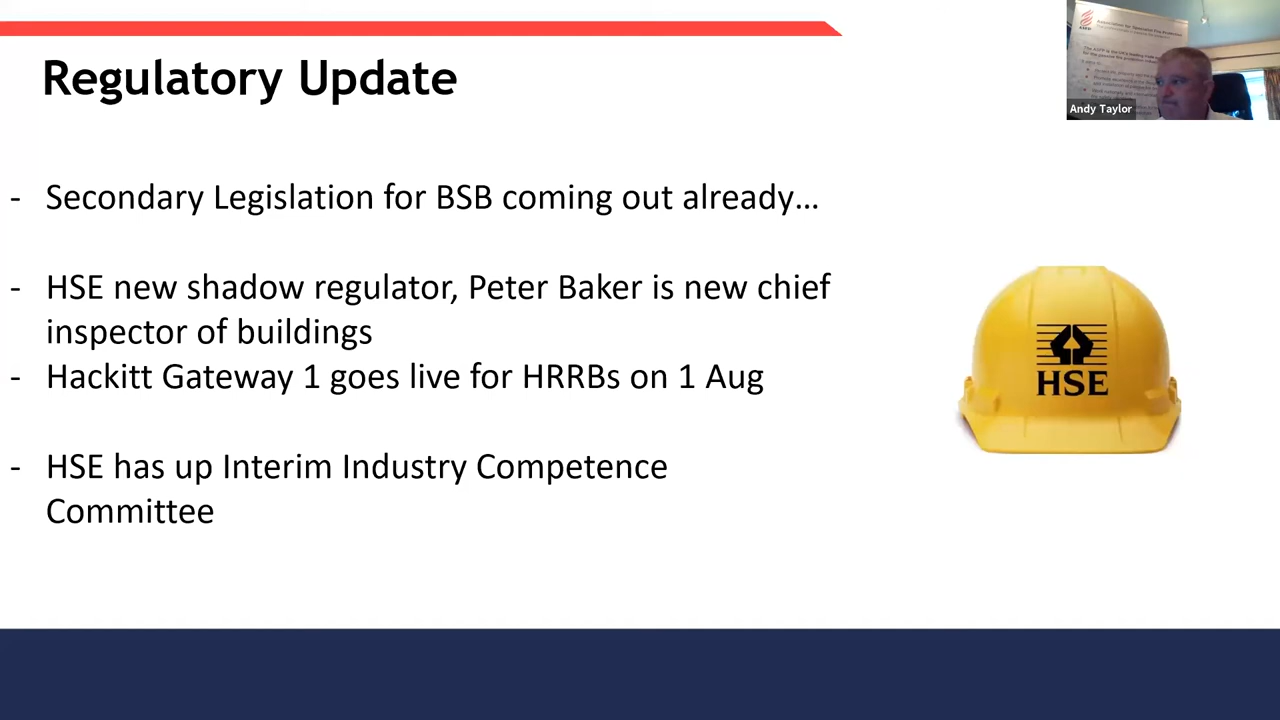 Regulatory Update
Andy Taylor
- Secondary Legislation for BSB coming out already...
- HSE new shadow regulator, Peter Baker is new chief
inspector of buildings
- Hackitt Gateway 1 goes live for HRRBs on 1 Aug
- HSE has up Interim Industry Competence
Committee
HSE